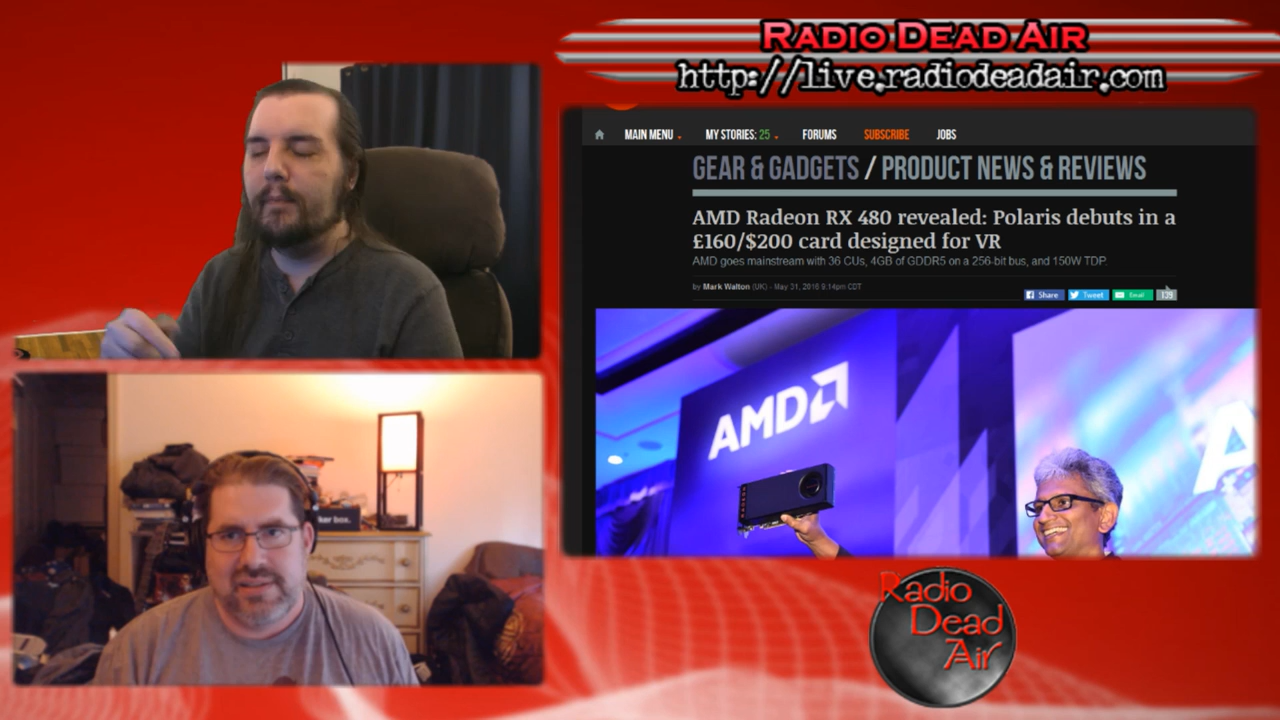 RADIO DEAD AIR
http://live.radiodeadair.com
MAIN MENU MY STORIES: 25 FORUMS SUBSCRIBE JOBS
GEAR & GADGETS / PRODUCT NEWS & REVIEWS
AMD Radeon RX 480 revealed: Polaris debuts in a
£160/$200 card designed for VR
AMD goes mainstream with 36 CUs, 4GB of GDDR5 on a 256-bit bus, and 150W TDP.
by Mark Walton (UK) - May 31, 2016 9:14pm CDT
Share Tweet Email 139
AMD
A
ker box.
Radio
Dead
Air